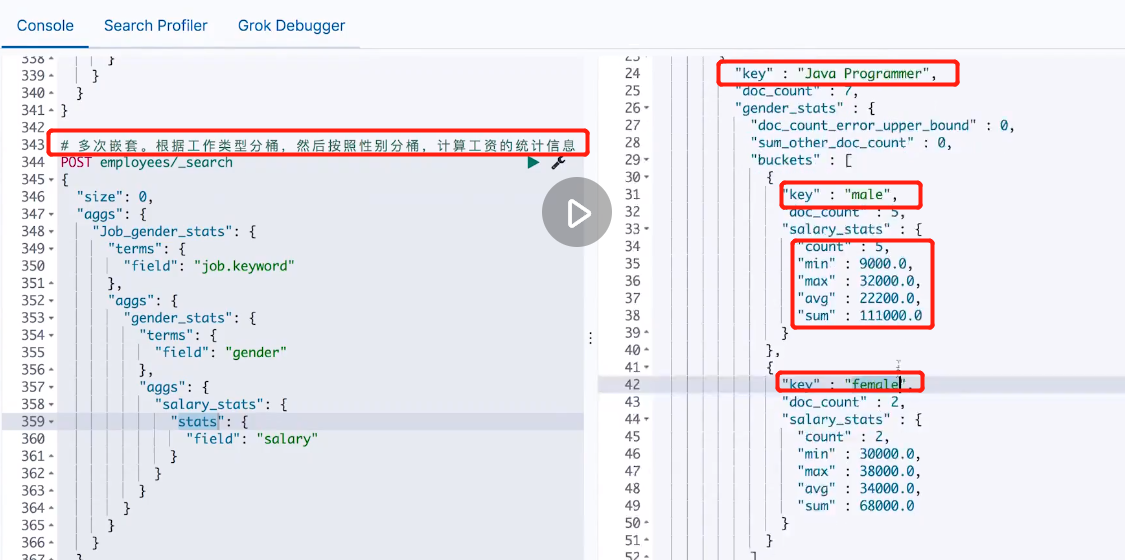 Console Search Profiler Grok Debugger
338 }
339 }
340 }
341 }
342
343 # 多次嵌套。根据工作类型分桶，然后按照性别分桶，计算工资的统计信息
344 POST employees/_search
345 {
346 "size": 0,
347 "aggs": {
348 "Job_gender_stats": {
349 "terms": {
350 "field": "job.keyword"
351 },
352 "aggs": {
353 "gender_stats": {
354 "terms": {
355 "field": "gender"
356 },
357 "aggs": {
358 "salary_stats": {
359 "stats": {
360 "field": "salary"
361 }
362 }
363 }
364 }
365 }
366 }
367 }
23 {
24 "key" : "Java Programmer",
25 "doc_count" : 7,
26 "gender_stats" : {
27 "doc_count_error_upper_bound" : 0,
28 "sum_other_doc_count" : 0,
29 "buckets" : [
30 {
31 "key" : "male",
32 "doc_count" : 5,
33 "salary_stats" : {
34 "count" : 5,
35 "min" : 9000.0,
36 "max" : 32000.0,
37 "avg" : 22200.0,
38 "sum" : 111000.0
39 }
40 },
41 {
42 "key" : "female",
43 "doc_count" : 2,
44 "salary_stats" : {
45 "count" : 2,
46 "min" : 30000.0,
47 "max" : 38000.0,
48 "avg" : 34000.0,
49 "sum" : 68000.0
50 }
51 }
52 ]